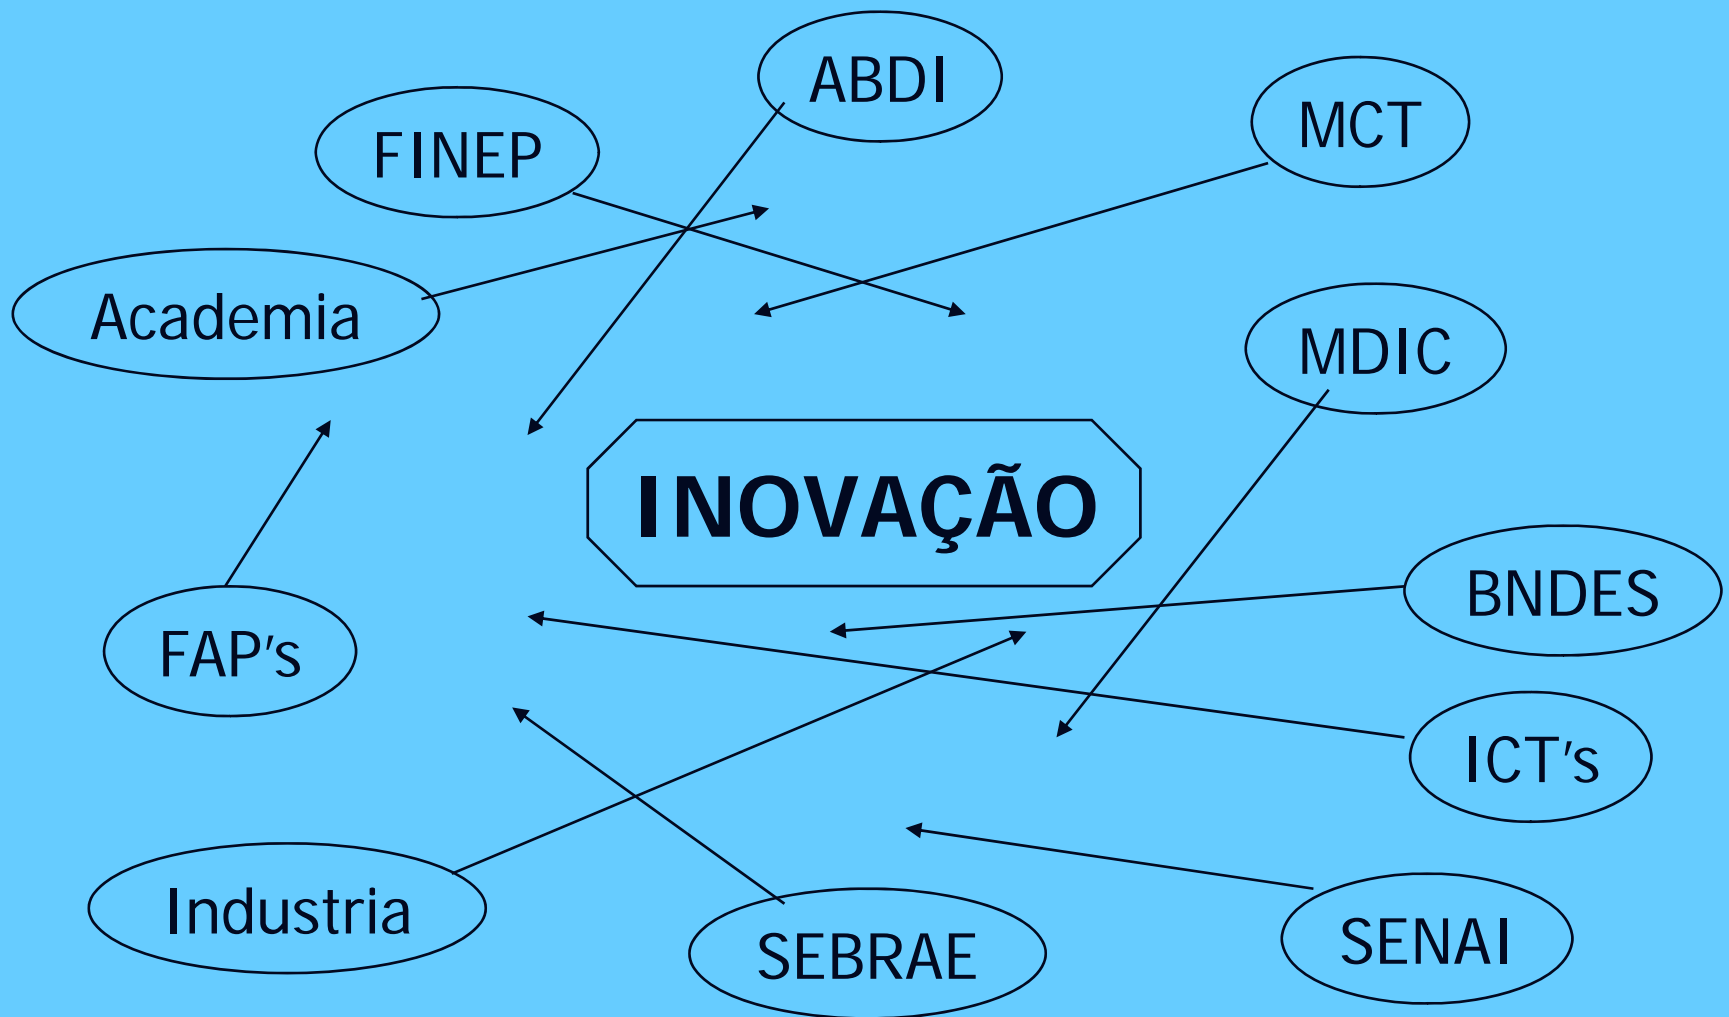 ABDI
MCT
FINEP
Academia
MDIC
INOVAÇÃO
BNDES
FAP's
ICT's
Industria
SEBRAE
SENAI